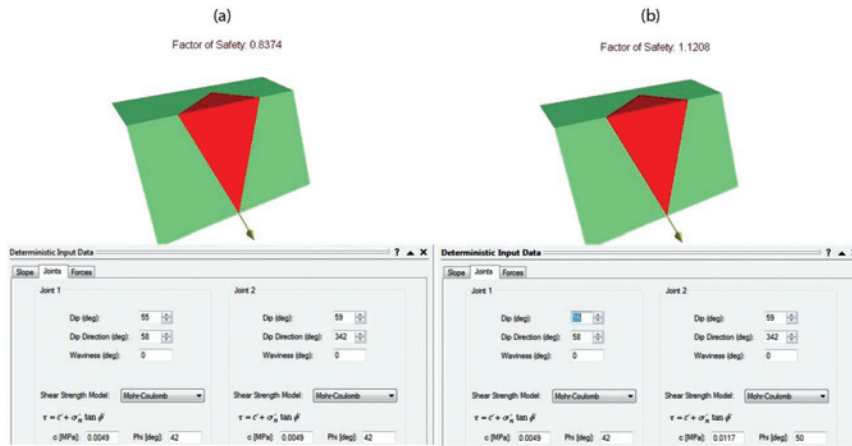 (a)
Factor of Safety: 0.8374
Deterministic Input Data ? ×
Slope Joints Forces
Joint 1 Joint 2
Dip (deg): 55 Dip (deg): 59
Dip Direction (deg): 58 Dip Direction (deg): 342
Waviness (deg): 0 Waviness (deg): 0
Shear Strength Model: Mohr-Coulomb Shear Strength Model: Mohr-Coulomb
τ = c' + σ'n tan ϕ' τ = c' + σ'n tan ϕ'
c [MPa]: 0.0049 Phi [deg]: 42 c [MPa]: 0.0049 Phi [deg]: 42
(b)
Factor of Safety: 1.1208
Deterministic Input Data ?
Slope Joints Forces
Joint 1 Joint 2
Dip (deg): Dip (deg): 59
Dip Direction (deg): 58 Dip Direction (deg): 342
Waviness (deg): 0 Waviness (deg): 0
Shear Strength Model: Mohr-Coulomb Shear Strength Model: Mohr-Coulomb
τ = c' + σ'n tan ϕ' τ = c' + σ'n tan ϕ'
c [MPa]: 0.0049 Phi [deg]: 42 c [MPa]: 0.0117 Phi [deg]: 50